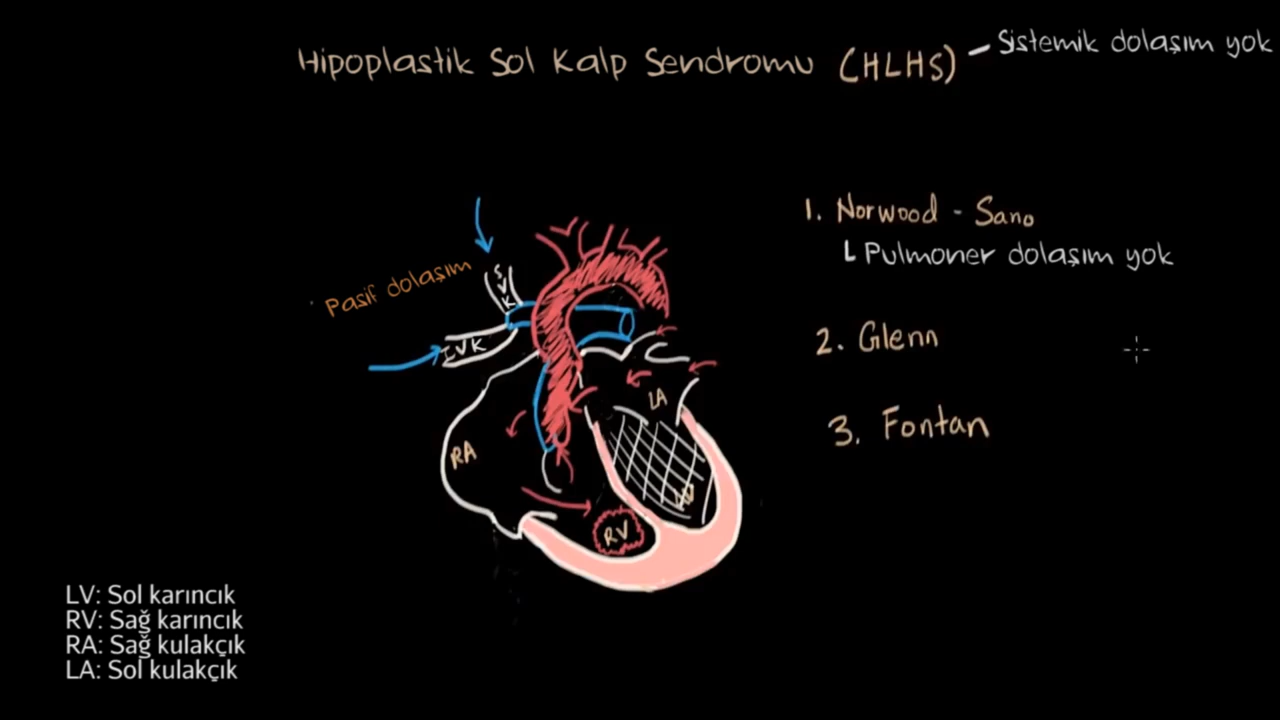 Hipoplastik Sol Kalp Sendromu (HLHS) - Sistemik dolaşım yok
1. Norwood - Sano
Pulmoner dolaşım yok
Pasif dolaşım
SVK
IVK
2. Glenn
3. Fontan
LA
RA
LV
RV
LV: Sol karıncık
RV: Sağ karıncık
RA: Sağ kulakçık
LA: Sol kulakçık